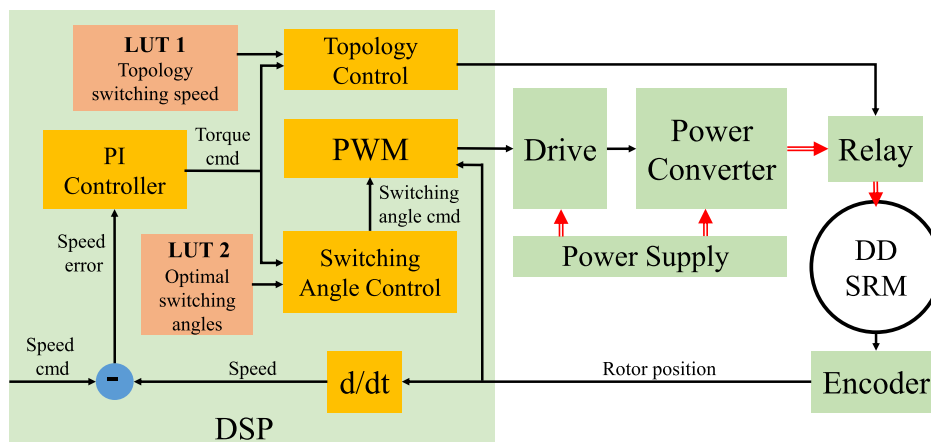 LUT 1
Topology
switching speed
Topology
Control
PI
Controller
Torque
cmd
PWM
Drive
Power
Converter
Relay
Switching
angle cmd
Speed
error
LUT 2
Optimal
switching
angles
Switching
Angle Control
Power Supply
DD
SRM
Speed
cmd
-
Speed
d/dt
Rotor position
Encoder
DSP